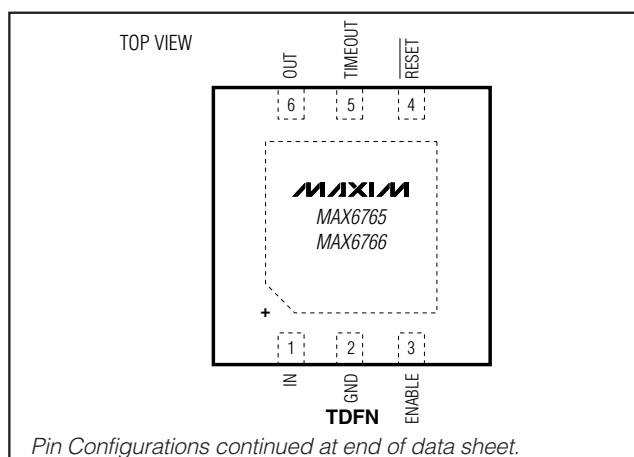 TOP VIEW
OUT
TIMEOUT
RESET
6
5
4
MAXIM
MAX6765
MAX6766
+
1
2
3
IN
GND
ENABLE
TDFN
Pin Configurations continued at end of data sheet.